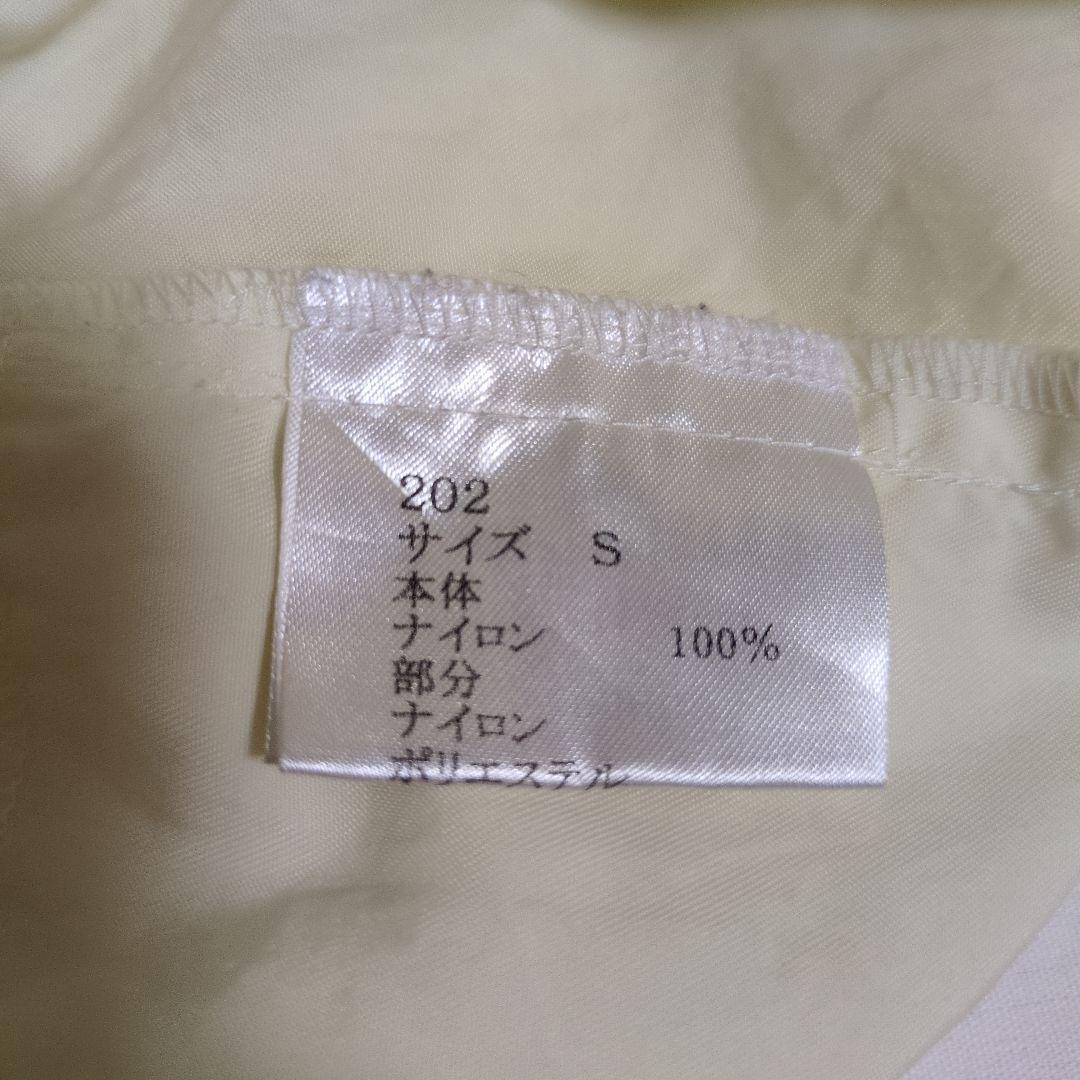 202
サイズ S
本体
ナイロン 100%
部分
ナイロン
ポリエステル